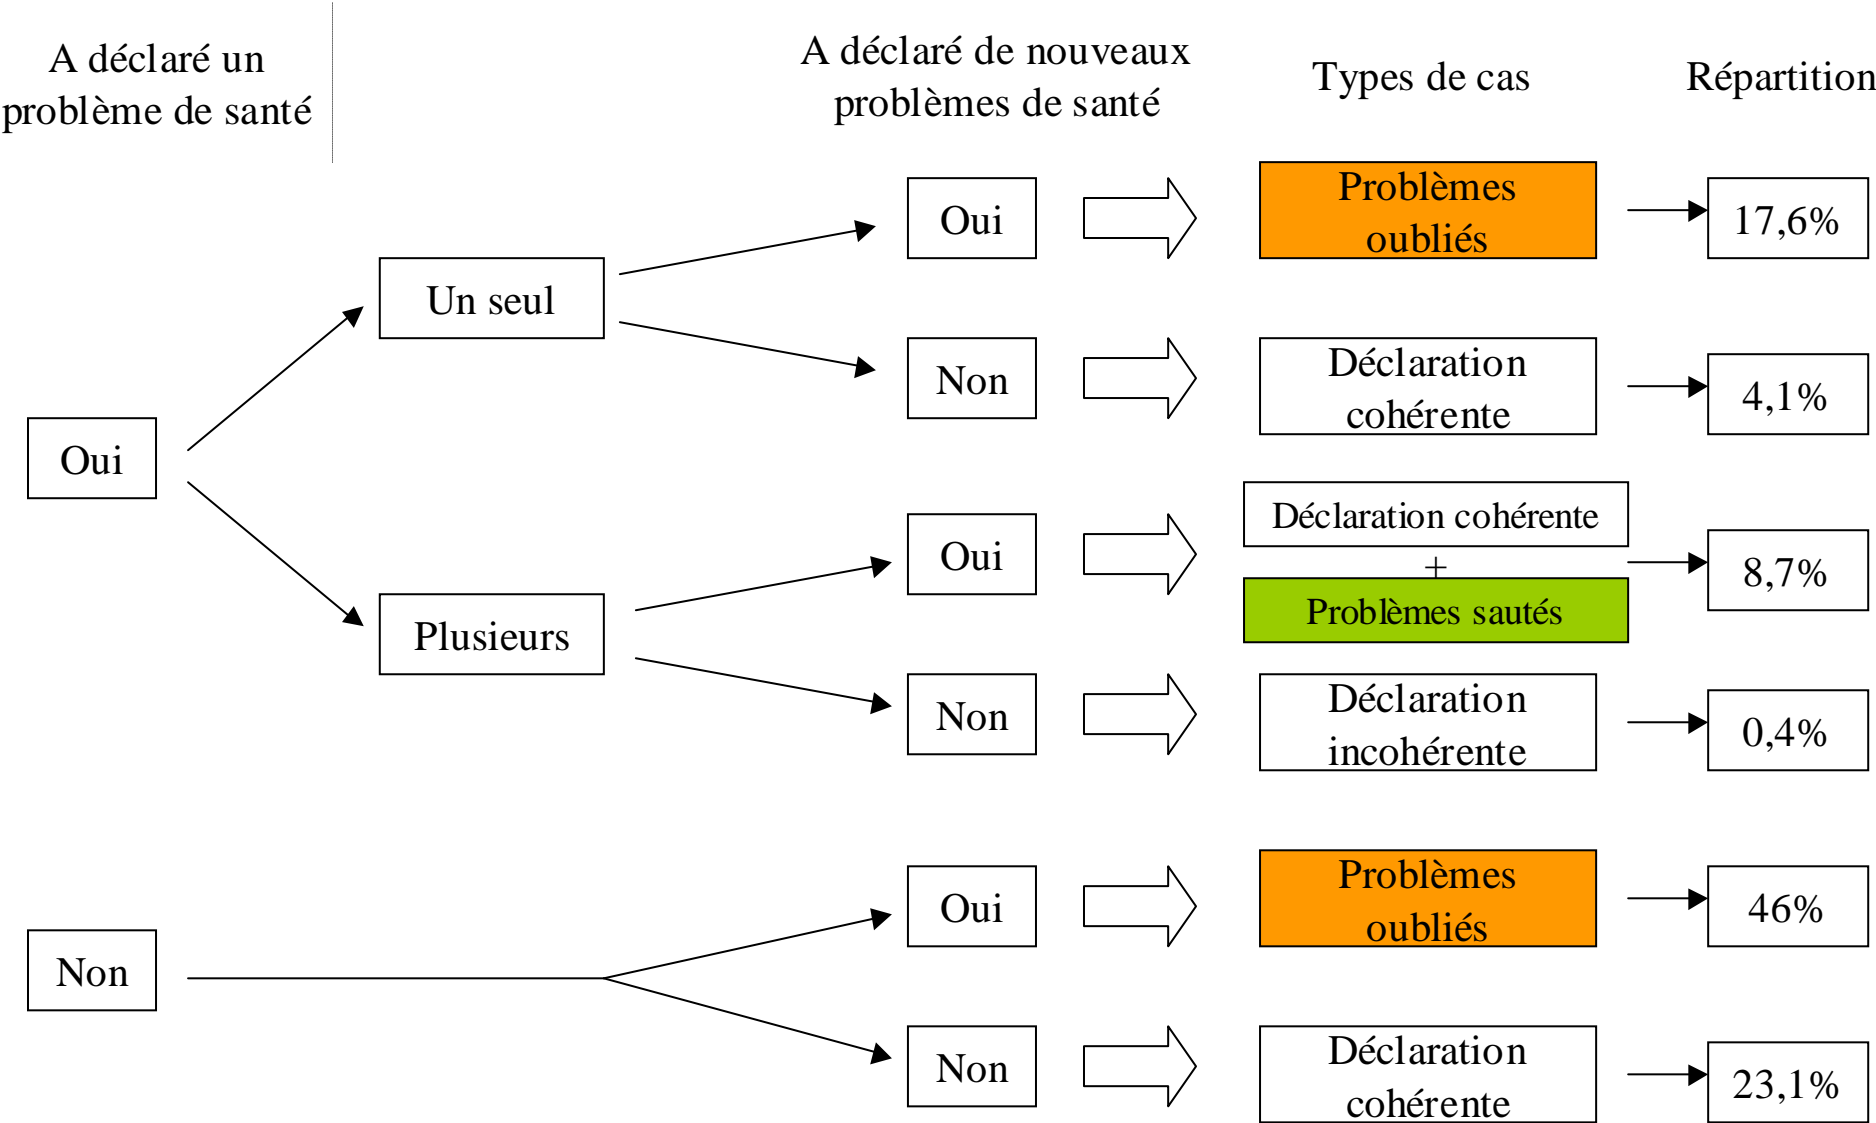 A déclaré un
problème de santé
A déclaré de nouveaux
problèmes de santé
Types de cas
Répartition
Oui
Problèmes
oubliés
17,6%
Un seul
Non
Déclaration
cohérente
4,1%
Oui
Oui
Déclaration cohérente
+
Problèmes sautés
8,7%
Plusieurs
Non
Déclaration
incohérente
0,4%
Oui
Problèmes
oubliés
46%
Non
Non
Déclaration
cohérente
23,1%